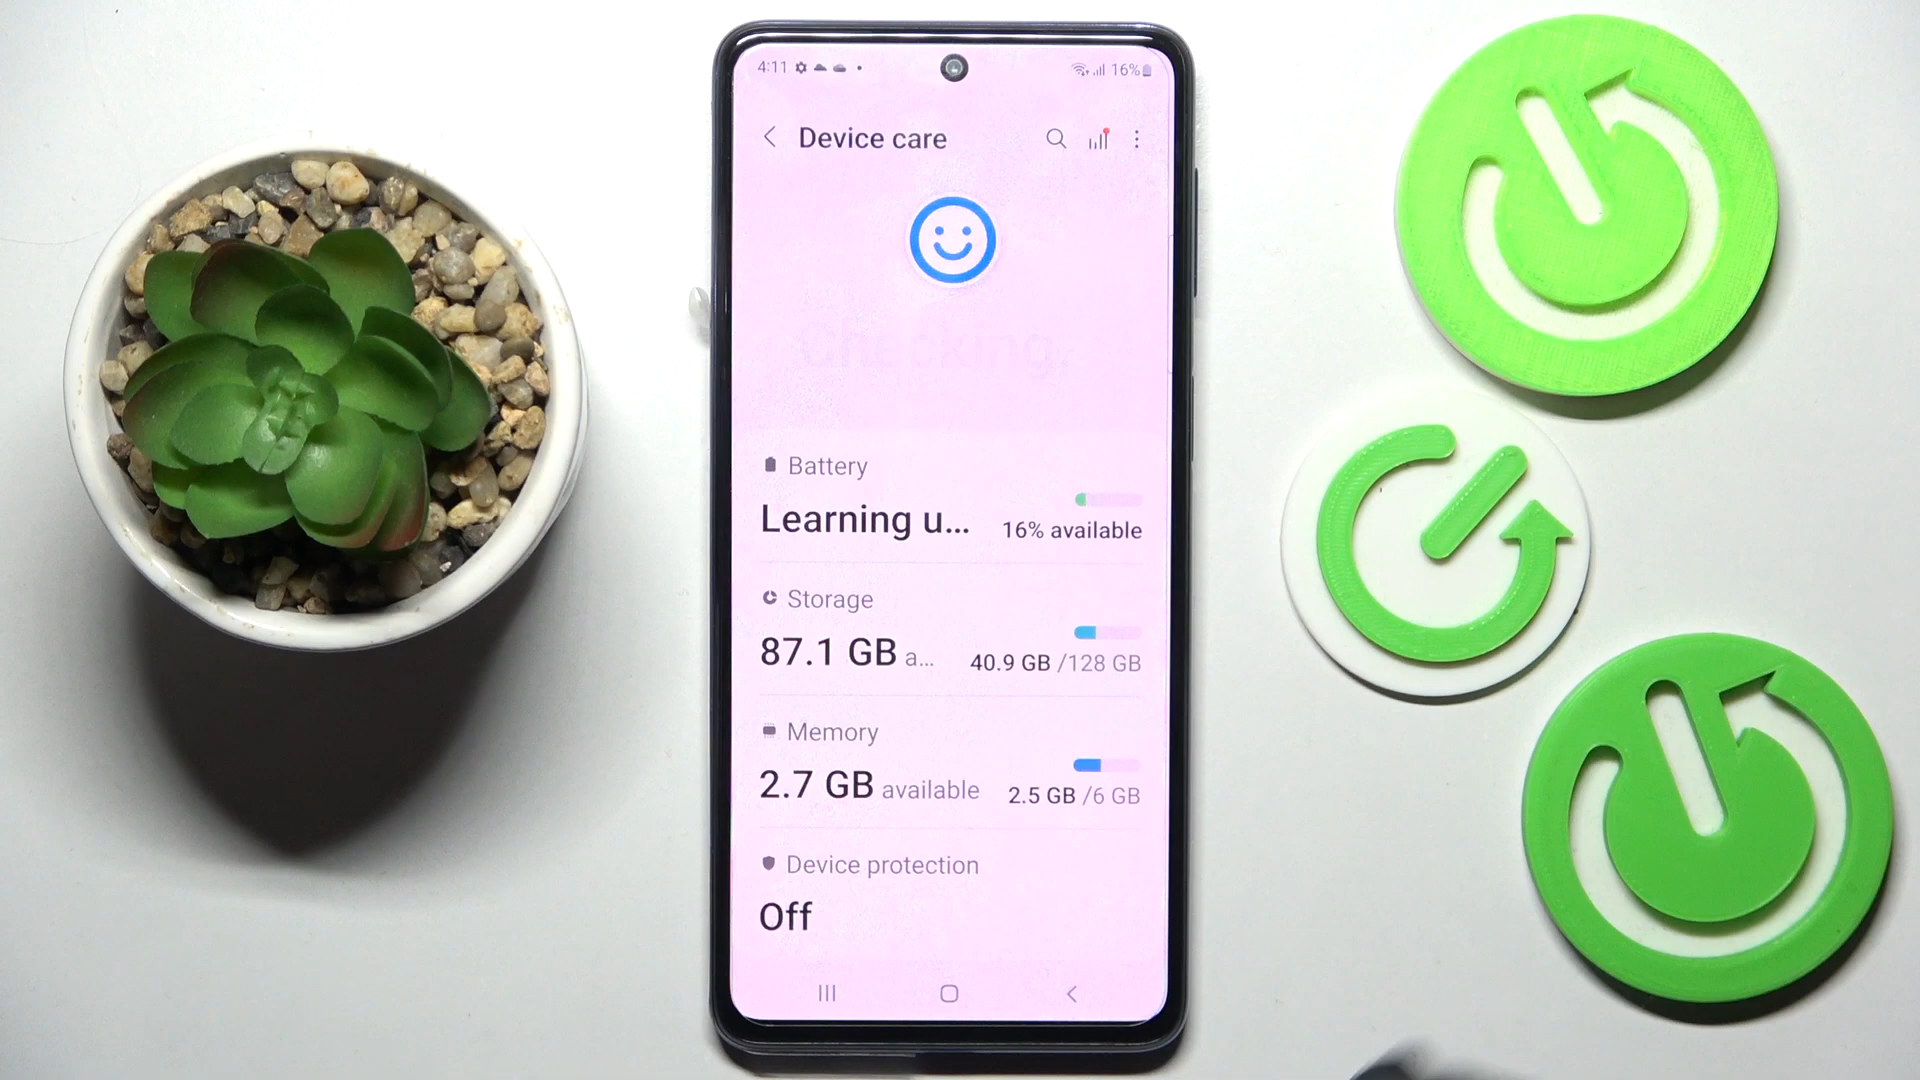 4:11 16%
Device care
Checking.
Battery
Learning u... 16% available
Storage
87.1 GB a... 40.9 GB /128 GB
Memory
2.7 GB available 2.5 GB /6 GB
Device protection
Off